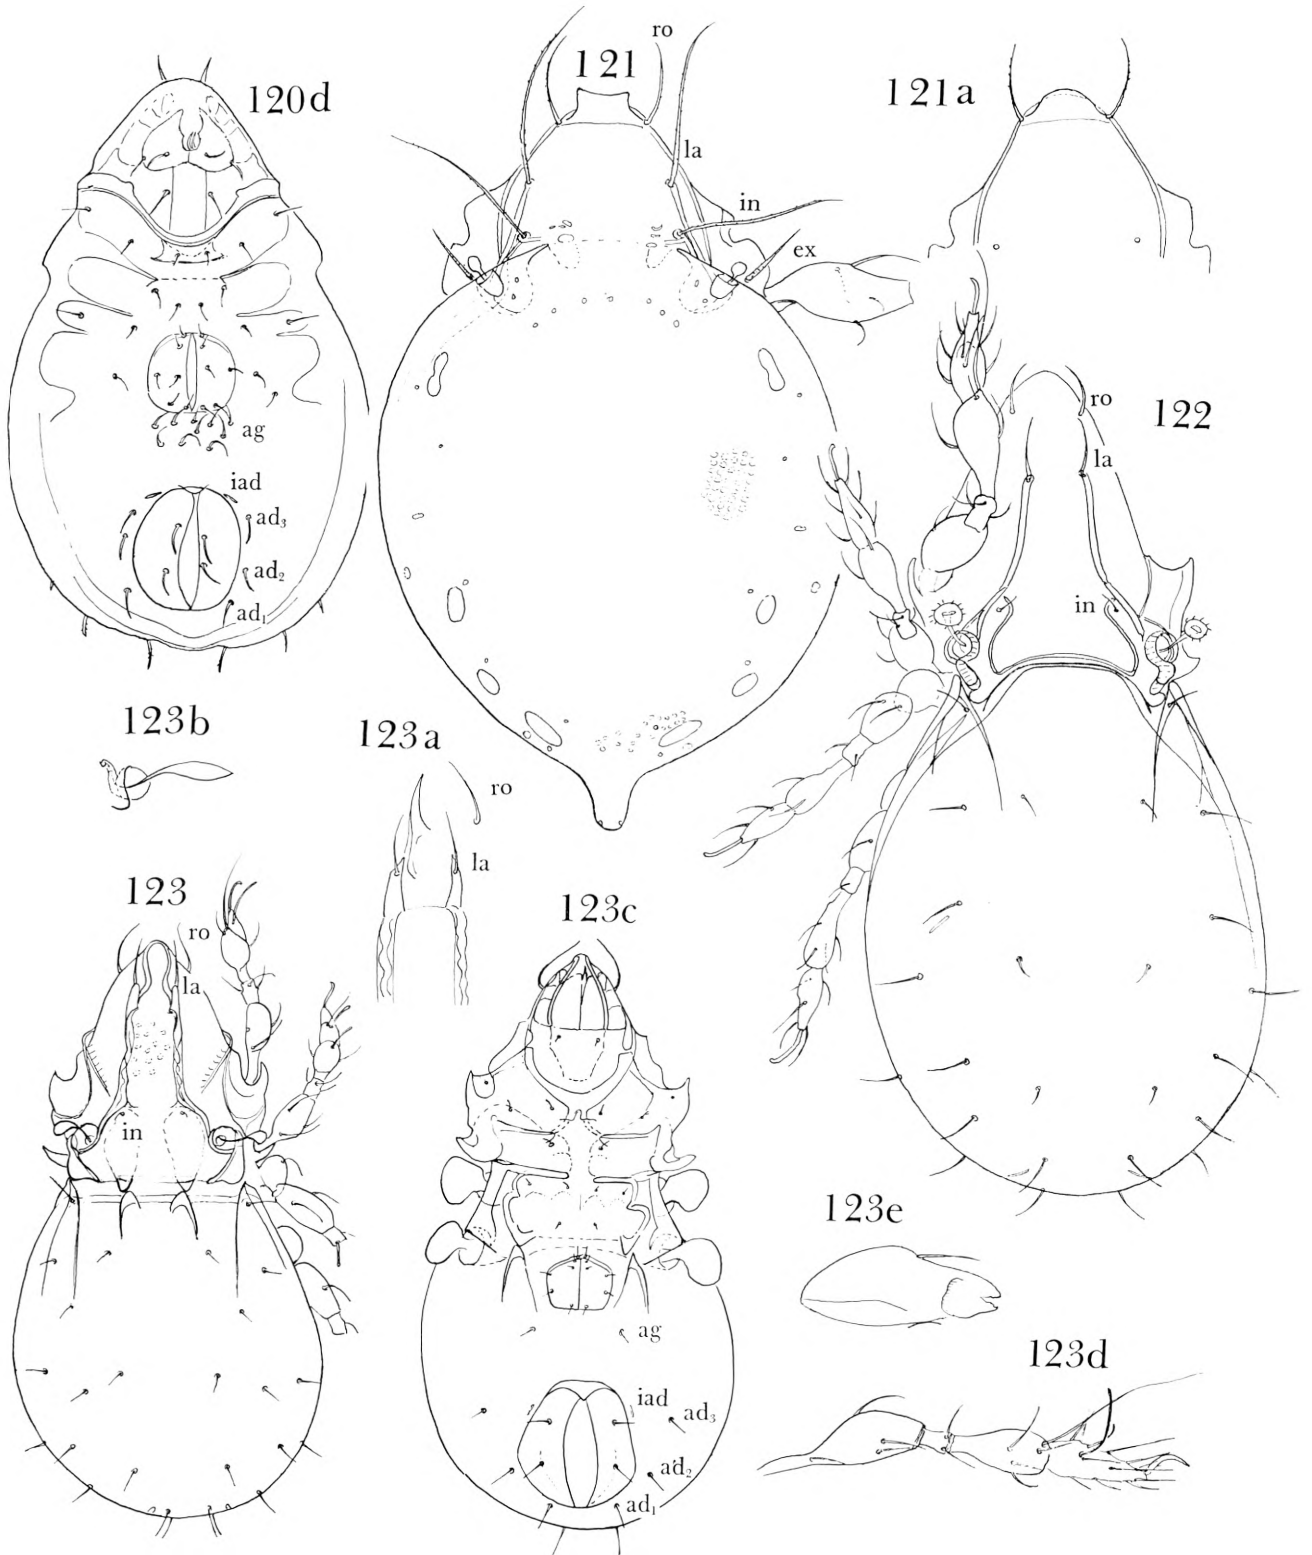 120d
121
ro
121a
la
in
ex
ag
iad
ad₃
ad₂
ad₁
122
ro
la
in
123b
123a
ro
la
123
ro
la
in
123c
ag
iad
ad₃
ad₂
ad₁
123e
123d